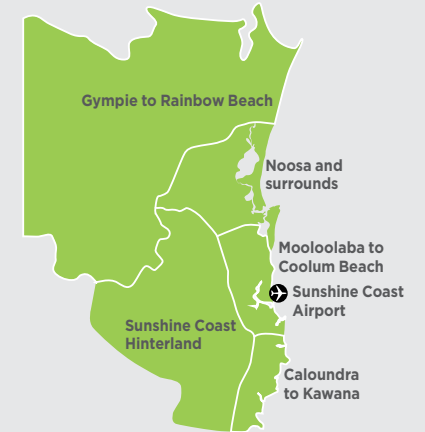 Gympie to Rainbow Beach
Noosa and
surrounds
Mooloolaba to
Coolum Beach
Sunshine Coast
Airport
Sunshine Coast
Hinterland
Caloundra
to Kawana